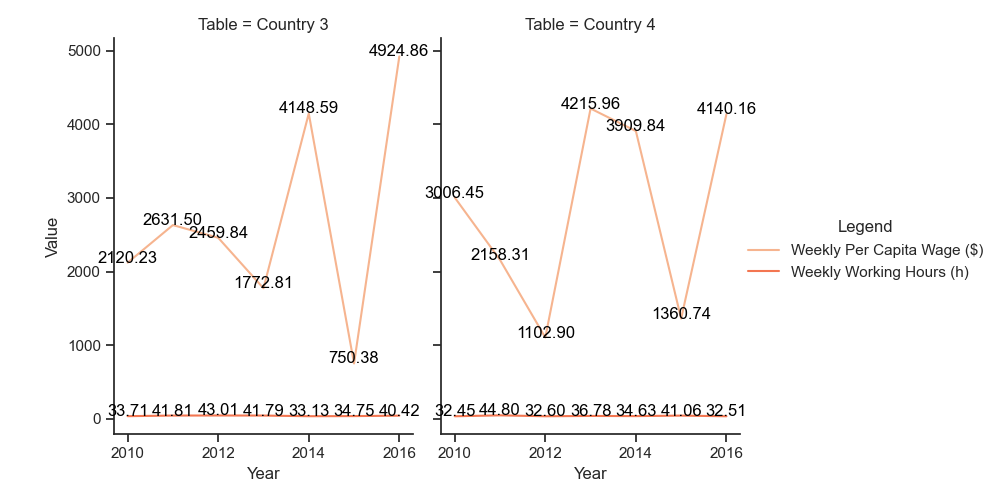 Table = Country 3
Table = Country 4
Value
5000
4000
3000
2000
1000
0
2120.23
2631.50
2459.84
1772.81
4148.59
750.38
4924.86
33.71 41.81 43.01 41.79 33.13 34.75 40.42
3006.45
2158.31
1102.90
4215.96
3909.84
1360.74
4140.16
32.45 44.80 32.60 36.78 34.63 41.06 32.51
2010 2012 2014 2016
2010 2012 2014 2016
Year
Year
Legend
Weekly Per Capita Wage ($)
Weekly Working Hours (h)